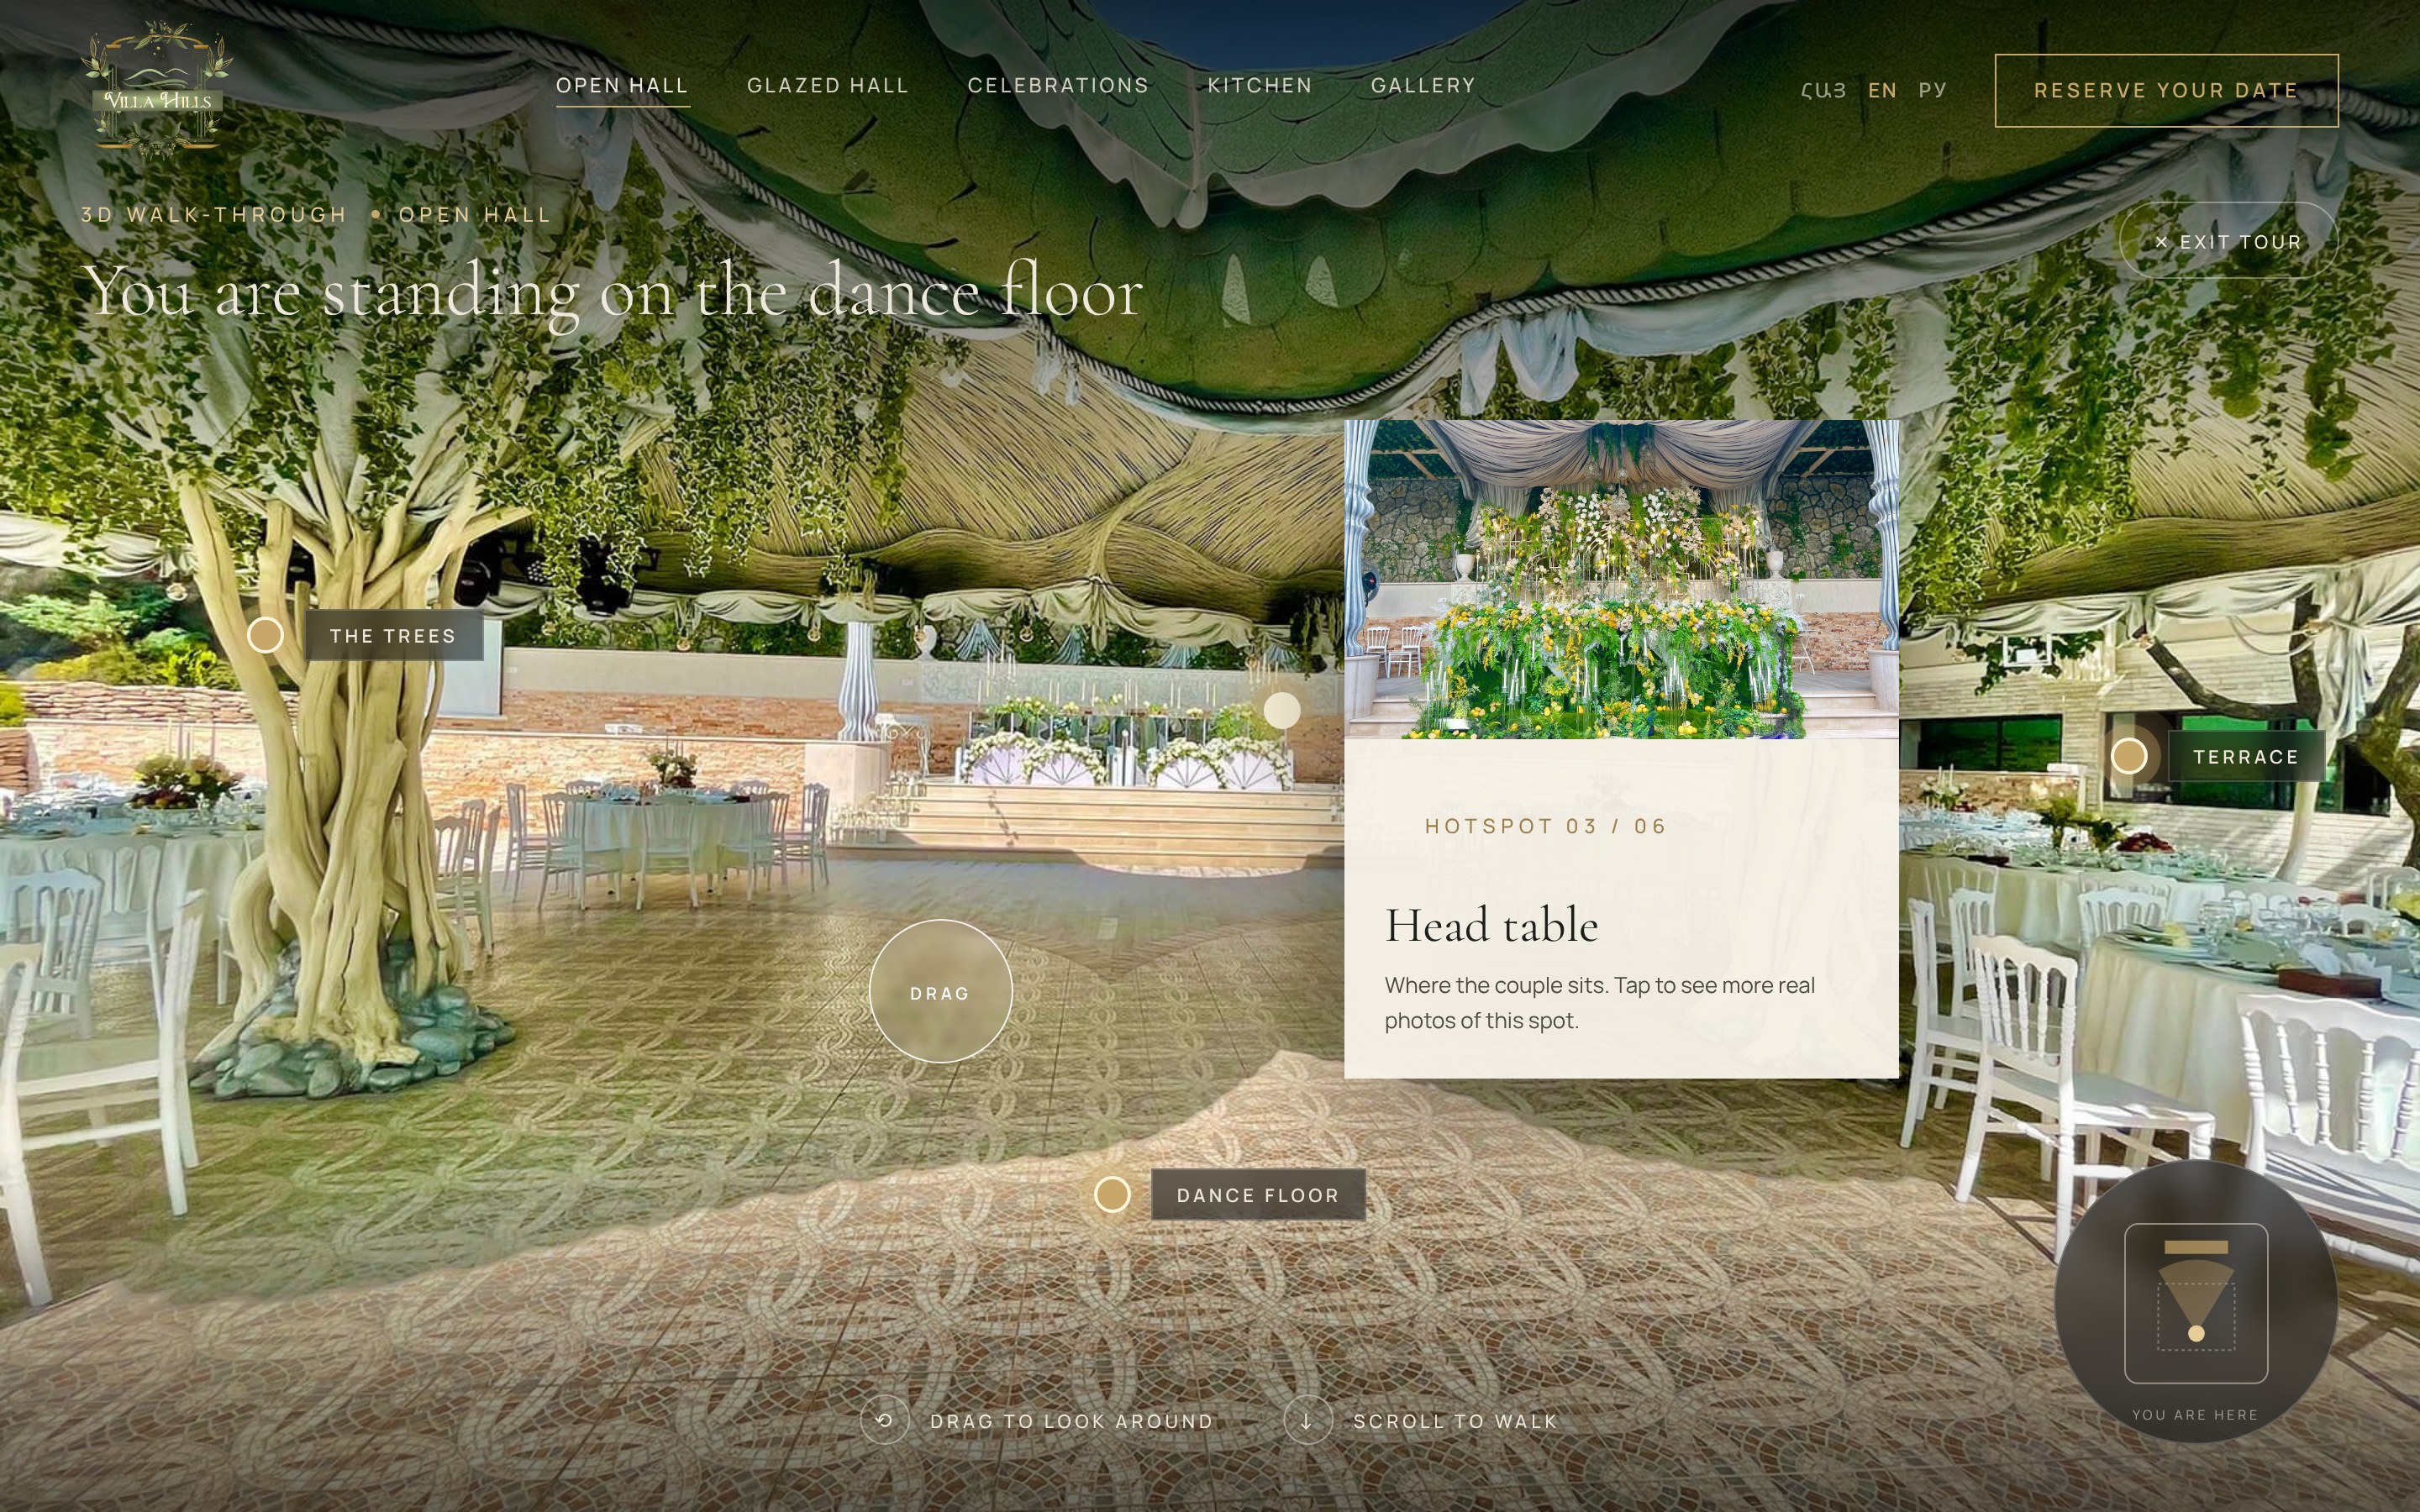 VILLA HILLS
OPEN HALL
GLAZED HALL
CELEBRATIONS
KITCHEN
GALLERY
ՀԱՅ EN РУ
RESERVE YOUR DATE
3D WALK-THROUGH • OPEN HALL
✕ EXIT TOUR
You are standing on the dance floor
THE TREES
TERRACE
HOTSPOT 03 / 06
Head table
Where the couple sits. Tap to see more real
photos of this spot.
DRAG
DANCE FLOOR
DRAG TO LOOK AROUND
SCROLL TO WALK
YOU ARE HERE